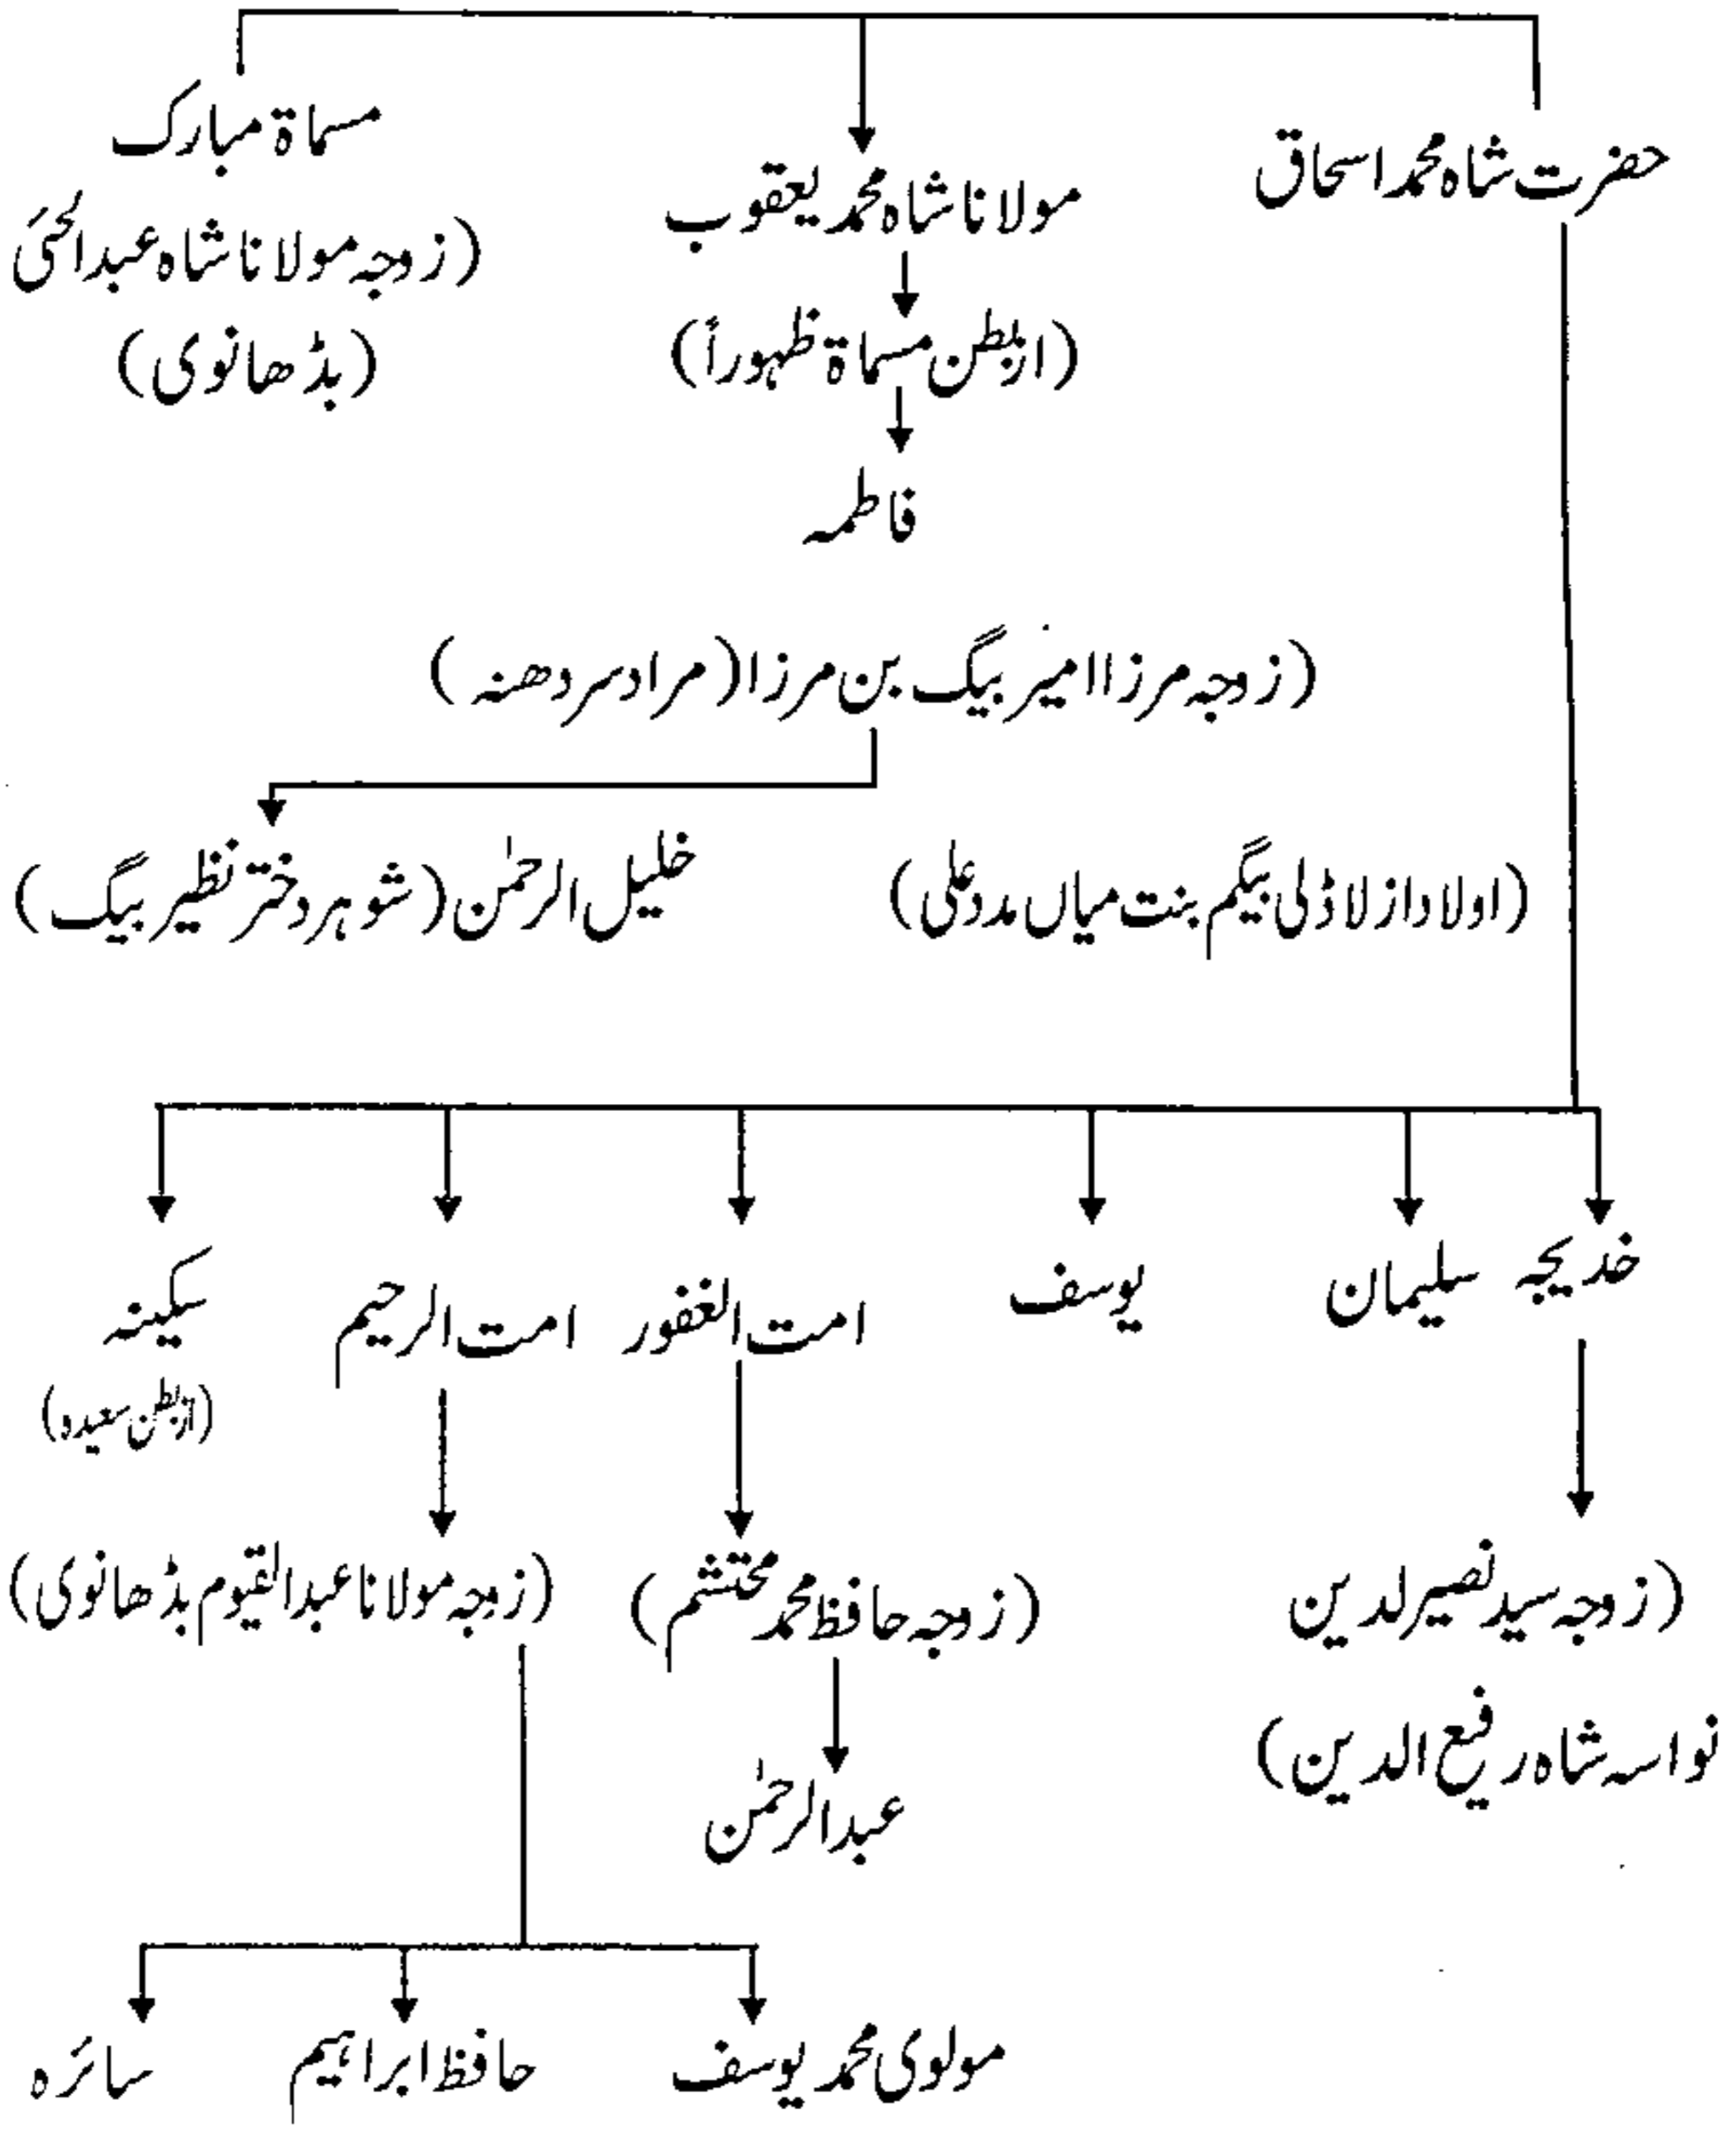 حضرت شاہ محمد اسحاق
مولانا شاہ محمد یعقوب
(از بطن مسماۃ ظہوراً)
فاطمہ
مسماۃ مبارک
(زوجہ مولانا شاہ عبدالحیٔ
(بڈھانوی)
(زوجہ مرزا امیر بیگ بن مرزا (مراد سردھنہ)
(اولاد از لاڈلی بیگم بنت میاں مدد علی)
خلیل الرحمٰن (شوہر دختر نظیر بیگ)
خدیجہ
سلیمان
یوسف
امت الغفور
امت الرحیم
سکینہ
(از بطن سعیدہ)
(زوجہ سید نصیرلدین
نواسہ شاہ رفیع الدین)
(زوجہ حافظ محمد محتشم)
(زوجہ مولانا عبدالقیوم بڈھانوی)
عبدالرحمٰن
مولوی محمد یوسف
حافظ ابراہیم
سائرہ